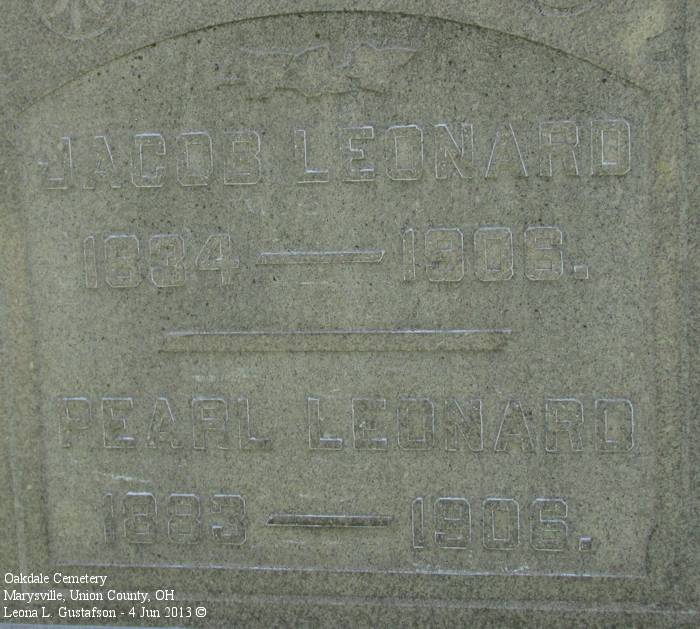 JACOB LEONARD
1834 — 1906.
PEARL LEONARD
1883 — 1906.
Oakdale Cemetery
Marysville, Union County, OH
Leona L. Gustafson - 4 Jun 2013 ©